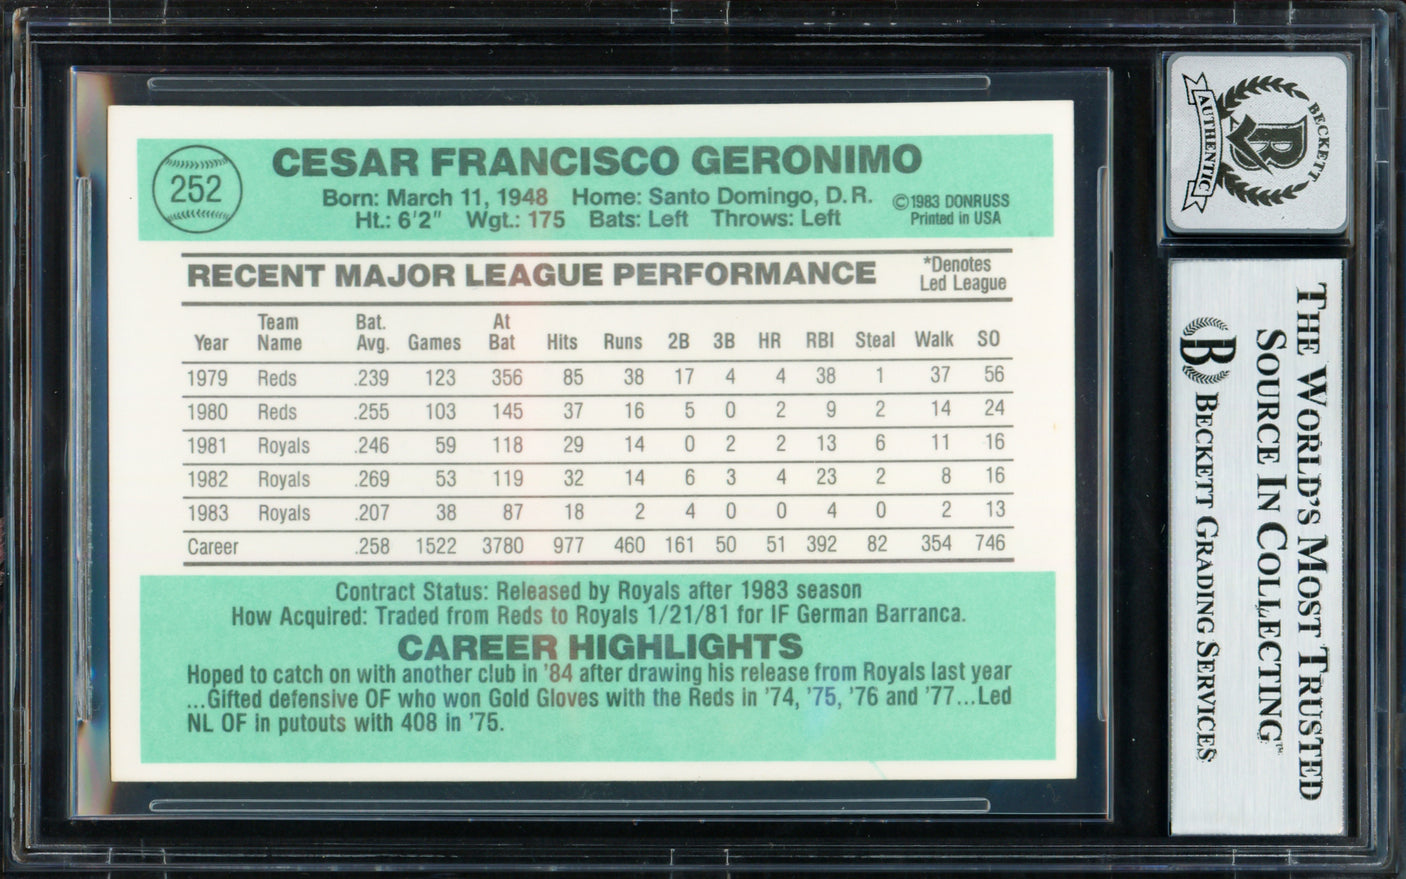 252
CESAR FRANCISCO GERONIMO
Born: March 11, 1948 Home: Santo Domingo, D.R. ©1983 DONRUSS
Ht.: 6'2" Wgt.: 175 Bats: Left Throws: Left Printed in USA
RECENT MAJOR LEAGUE PERFORMANCE *Denotes Led League
Year Team Name Bat. Avg. Games At Bat Hits Runs 2B 3B HR RBI Steal Walk SO
1979 Reds .239 123 356 85 38 17 4 4 38 1 37 56
1980 Reds .255 103 145 37 16 5 0 2 9 2 14 24
1981 Royals .246 59 118 29 14 0 2 2 13 6 11 16
1982 Royals .269 53 119 32 14 6 3 4 23 2 8 16
1983 Royals .207 38 87 18 2 4 0 0 4 0 2 13
Career .258 1522 3780 977 460 161 50 51 392 82 354 746
Contract Status: Released by Royals after 1983 season
How Acquired: Traded from Reds to Royals 1/21/81 for IF German Barranca.
CAREER HIGHLIGHTS
Hoped to catch on with another club in '84 after drawing his release from Royals last year
...Gifted defensive OF who won Gold Gloves with the Reds in '74, '75, '76 and '77...Led
NL OF in putouts with 408 in '75.
BECKETT
B
AUTHENTIC
THE WORLD'S MOST TRUSTED
SOURCE IN COLLECTING™
B BECKETT GRADING SERVICES